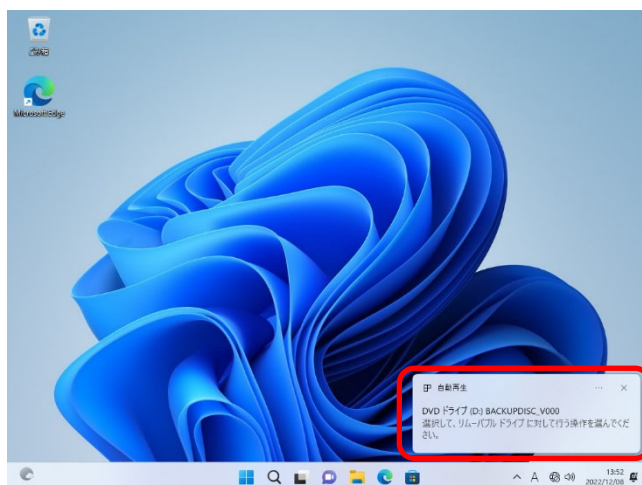 ごみ箱
Microsoft Edge
自動再生
DVD ドライブ (D:) BACKUPDISC_V000
選択して、リムーバブル ドライブ に対して行う操作を選んでくだ
さい。
A
13:52
2022/12/08